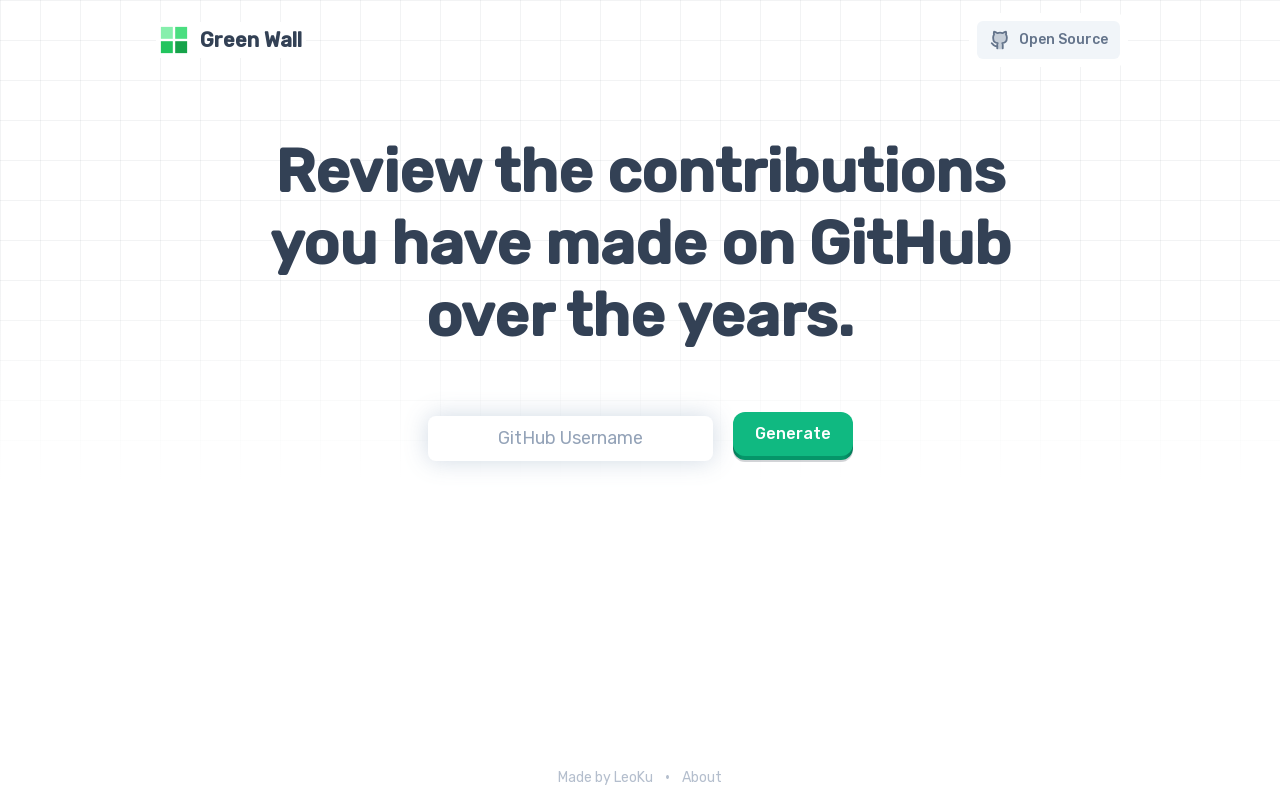 Green Wall
Open Source
Review the contributions
you have made on GitHub
over the years.
GitHub Username
Generate
Made by LeoKu • About